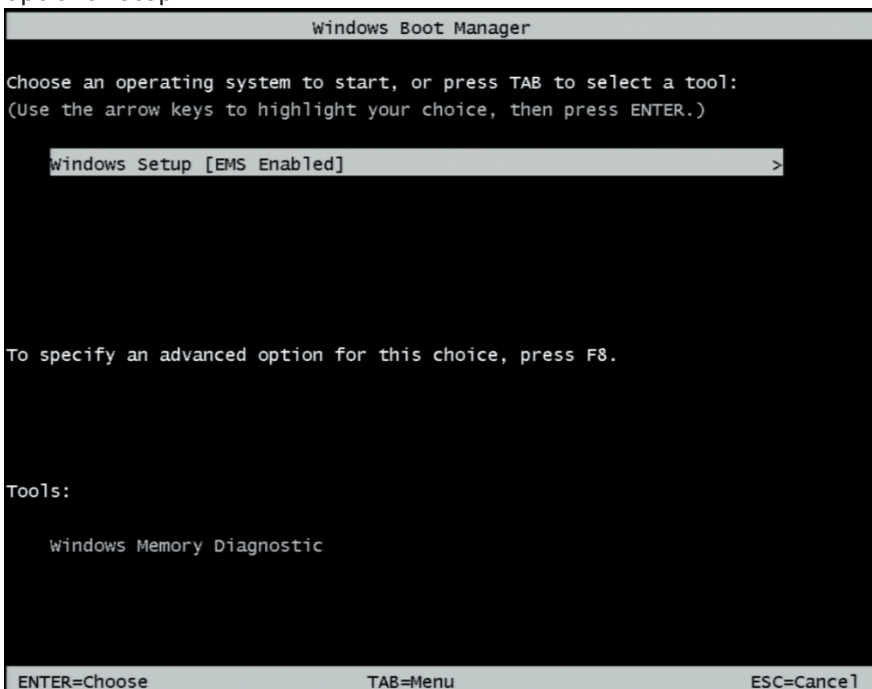 Windows Boot Manager
Choose an operating system to start, or press TAB to select a tool:
(Use the arrow keys to highlight your choice, then press ENTER.)
Windows Setup [EMS Enabled] >
To specify an advanced option for this choice, press F8.
Tools:
Windows Memory Diagnostic
ENTER=Choose TAB=Menu ESC=Cancel